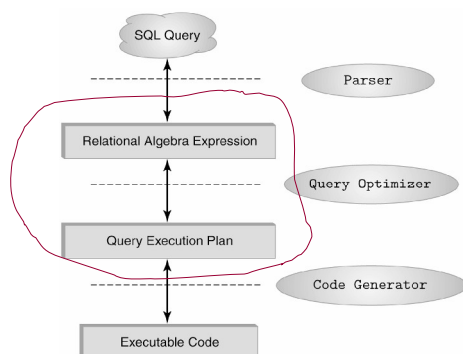 SQL Query
Parser
Relational Algebra Expression
Query Optimizer
Query Execution Plan
Code Generator
Executable Code